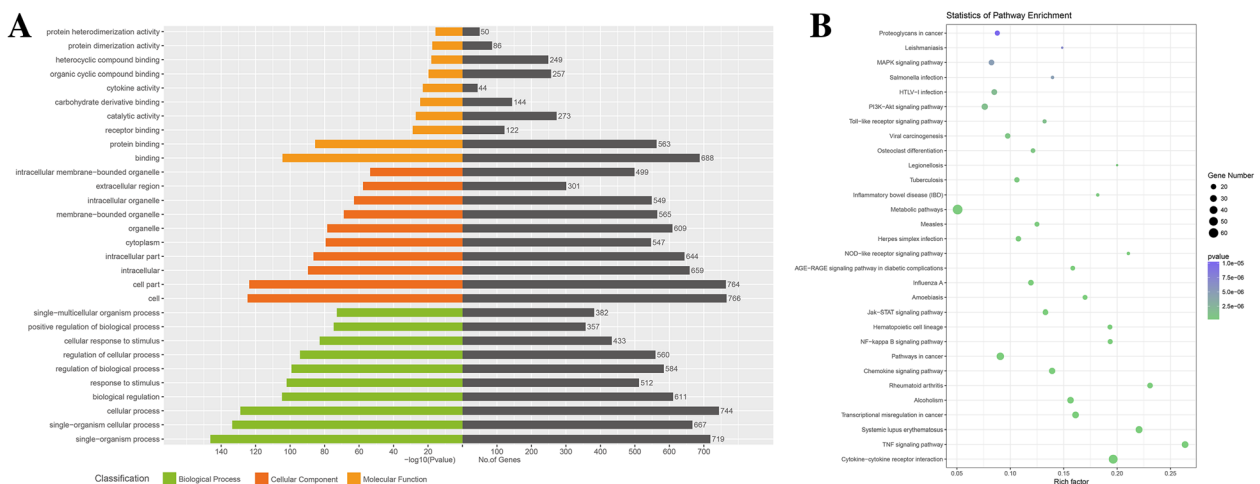 A
protein heterodimerization activity 50
protein dimerization activity 86
heterocyclic compound binding 249
organic cyclic compound binding 257
cytokine activity 44
carbohydrate derivative binding 144
catalytic activity 273
receptor binding 122
protein binding 563
binding 688
intracellular membrane-bounded organelle 499
extracellular region 301
intracellular organelle 549
membrane-bounded organelle 565
organelle 609
cytoplasm 547
intracellular part 644
intracellular 659
cell part 764
cell 766
single-multicellular organism process 382
positive regulation of biological process 357
cellular response to stimulus 433
regulation of cellular process 560
regulation of biological process 584
response to stimulus 512
biological regulation 611
cellular process 744
single-organism cellular process 667
single-organism process 719
140 120 100 80 60 40 20 0 100 200 300 400 500 600 700
−log10(Pvalue) No.of Genes
Classification Biological Process Cellular Component Molecular Function
B
Statistics of Pathway Enrichment
Proteoglycans in cancer
Leishmaniasis
MAPK signaling pathway
Salmonella infection
HTLV−I infection
PI3K−Akt signaling pathway
Toll−like receptor signaling pathway
Viral carcinogenesis
Osteoclast differentiation
Legionellosis
Tuberculosis
Inflammatory bowel disease (IBD)
Metabolic pathways
Measles
Herpes simplex infection
NOD−like receptor signaling pathway
AGE−RAGE signaling pathway in diabetic complications
Influenza A
Amoebiasis
Jak−STAT signaling pathway
Hematopoietic cell lineage
NF−kappa B signaling pathway
Pathways in cancer
Chemokine signaling pathway
Rheumatoid arthritis
Alcoholism
Transcriptional misregulation in cancer
Systemic lupus erythematosus
TNF signaling pathway
Cytokine−cytokine receptor interaction
0.05 0.10 0.15 0.20 0.25
Rich factor
Gene Number
20
30
40
50
60
pvalue
1.0e−05
7.5e−06
5.0e−06
2.5e−06